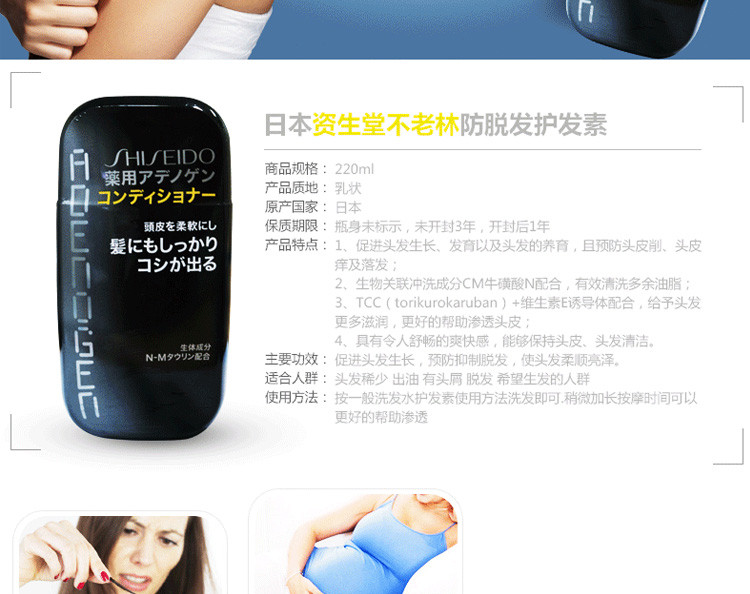 日本资生堂不老林防脱发护发素
商品规格： 220ml
产品质地： 乳状
原产国家： 日本
保质期限： 瓶身未标示，未开封3年，开封后1年
产品特点： 1、促进头发生长、发育以及头发的养育，且预防头皮削、头皮
痒及落发；
2、生物关联冲洗成分CM牛磺酸N配合，有效清洗多余油脂；
3、TCC（torikurokaruban）+维生素E诱导体配合，给予头发
更多滋润，更好的帮助渗透头皮；
4、具有令人舒畅的爽快感，能够保持头皮、头发清洁。
主要功效： 促进头发生长，预防抑制脱发，使头发柔顺亮泽。
适合人群： 头发稀少 出油 有头屑 脱发 希望生发的人群
使用方法： 按一般洗发水护发素使用方法洗发即可.稍微加长按摩时间可以
更好的帮助渗透
SHISEIDO
薬用アデノゲン
コンディショナー
頭皮を柔軟にし
髪にもしっかり
コシが出る
生体成分
N-Mタウリン配合
ADENOGEN